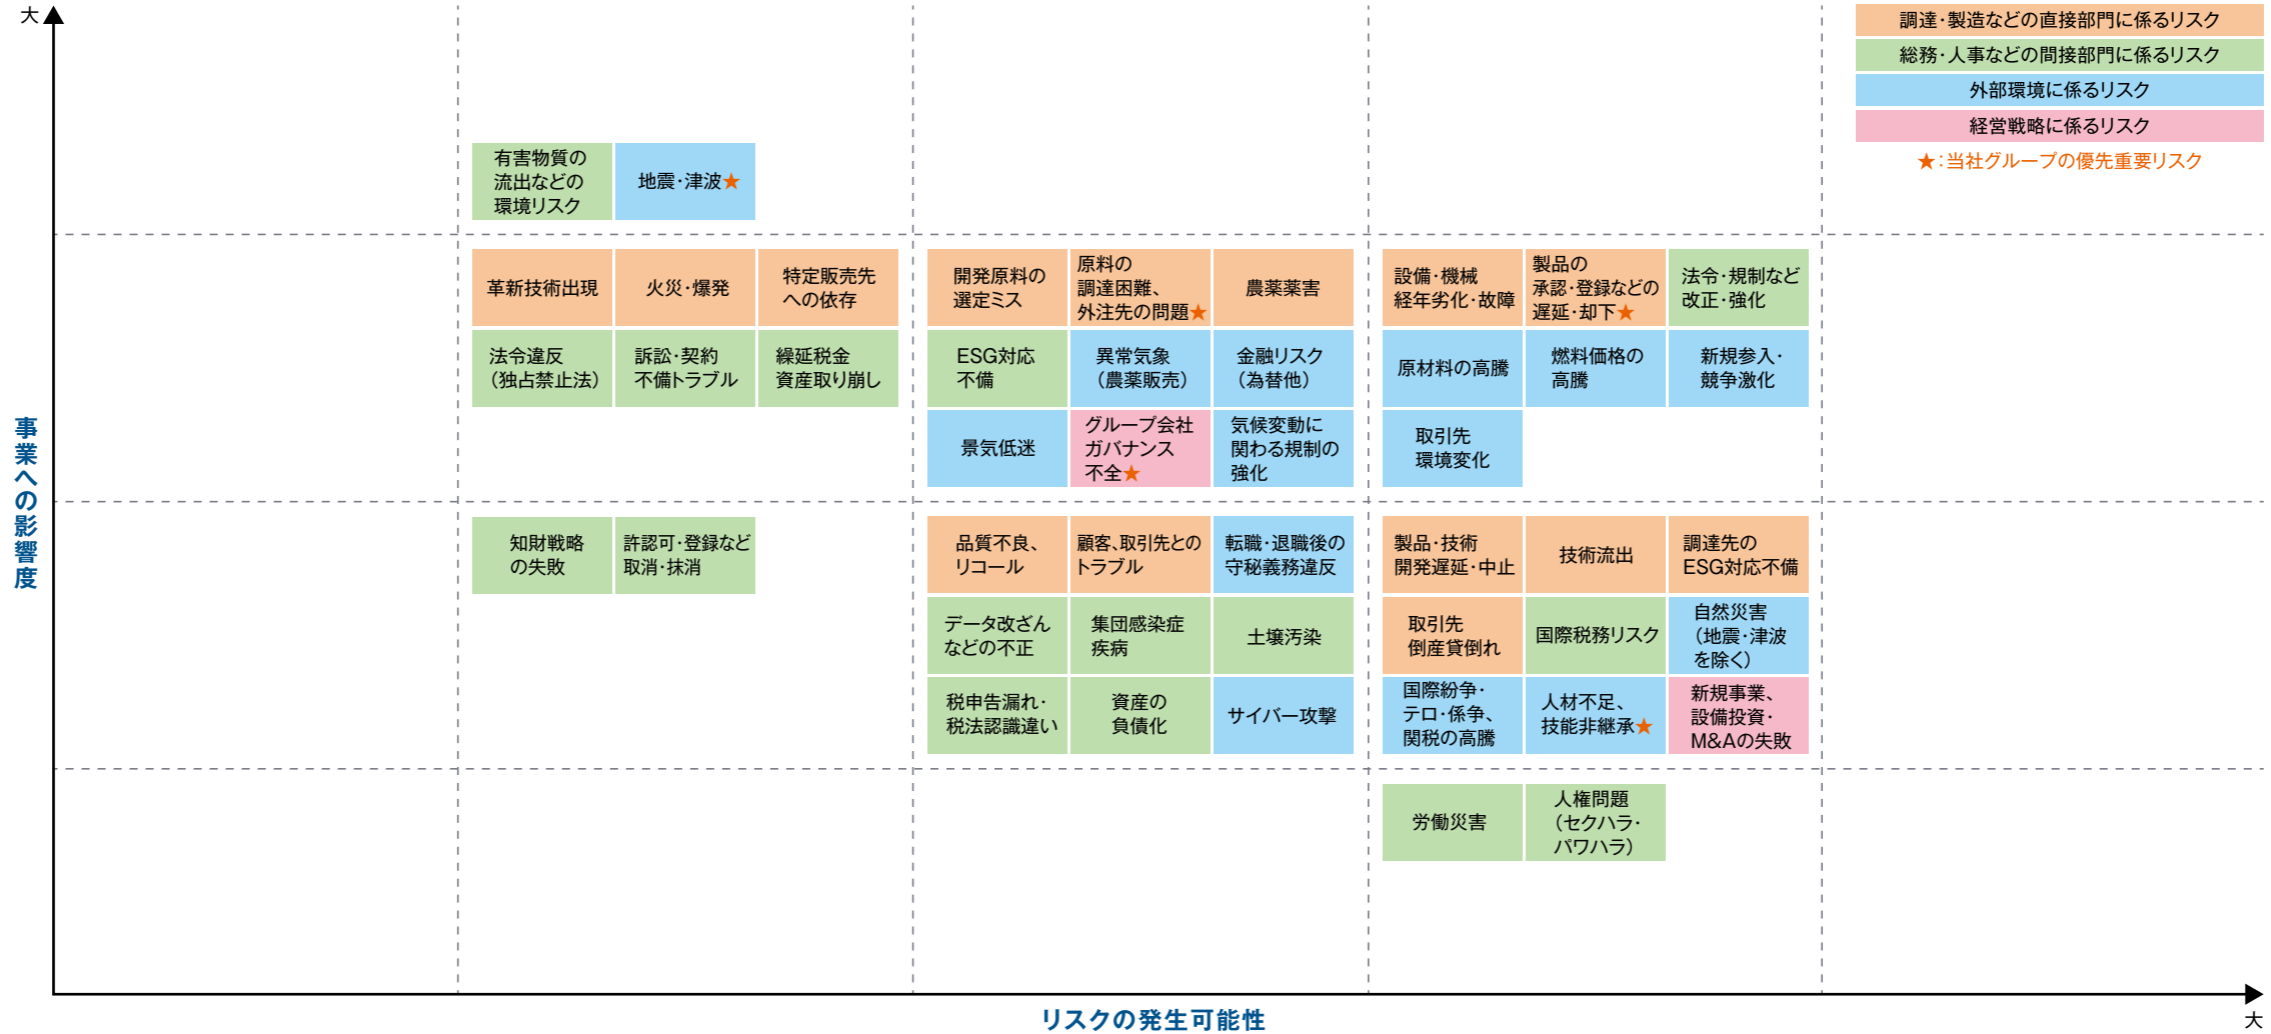 大
調達・製造などの直接部門に係るリスク
総務・人事などの間接部門に係るリスク
外部環境に係るリスク
経営戦略に係るリスク
★：当社グループの優先重要リスク
有害物質の
流出などの
環境リスク
地震・津波★
革新技術出現
火災・爆発
特定販売先
への依存
開発原料の
選定ミス
原料の
調達困難、
外注先の問題★
農薬薬害
設備・機械
経年劣化・故障
製品の
承認・登録などの
遅延・却下★
法令・規制など
改正・強化
法令違反
（独占禁止法）
訴訟・契約
不備トラブル
繰延税金
資産取り崩し
ESG対応
不備
異常気象
（農薬販売）
金融リスク
（為替他）
原材料の高騰
燃料価格の
高騰
新規参入・
競争激化
景気低迷
グループ会社
ガバナンス
不全★
気候変動に
関わる規制の
強化
取引先
環境変化
事業への影響度
知財戦略
の失敗
許認可・登録など
取消・抹消
品質不良、
リコール
顧客、取引先との
トラブル
転職・退職後の
守秘義務違反
製品・技術
開発遅延・中止
技術流出
調達先の
ESG対応不備
データ改ざん
などの不正
集団感染症
疾病
土壌汚染
取引先
倒産貸倒れ
国際税務リスク
自然災害
（地震・津波
を除く）
税申告漏れ・
税法認識違い
資産の
負債化
サイバー攻撃
国際紛争・
テロ・係争、
関税の高騰
人材不足、
技能非継承★
新規事業、
設備投資・
M&Aの失敗
労働災害
人権問題
（セクハラ・
パワハラ）
リスクの発生可能性
大